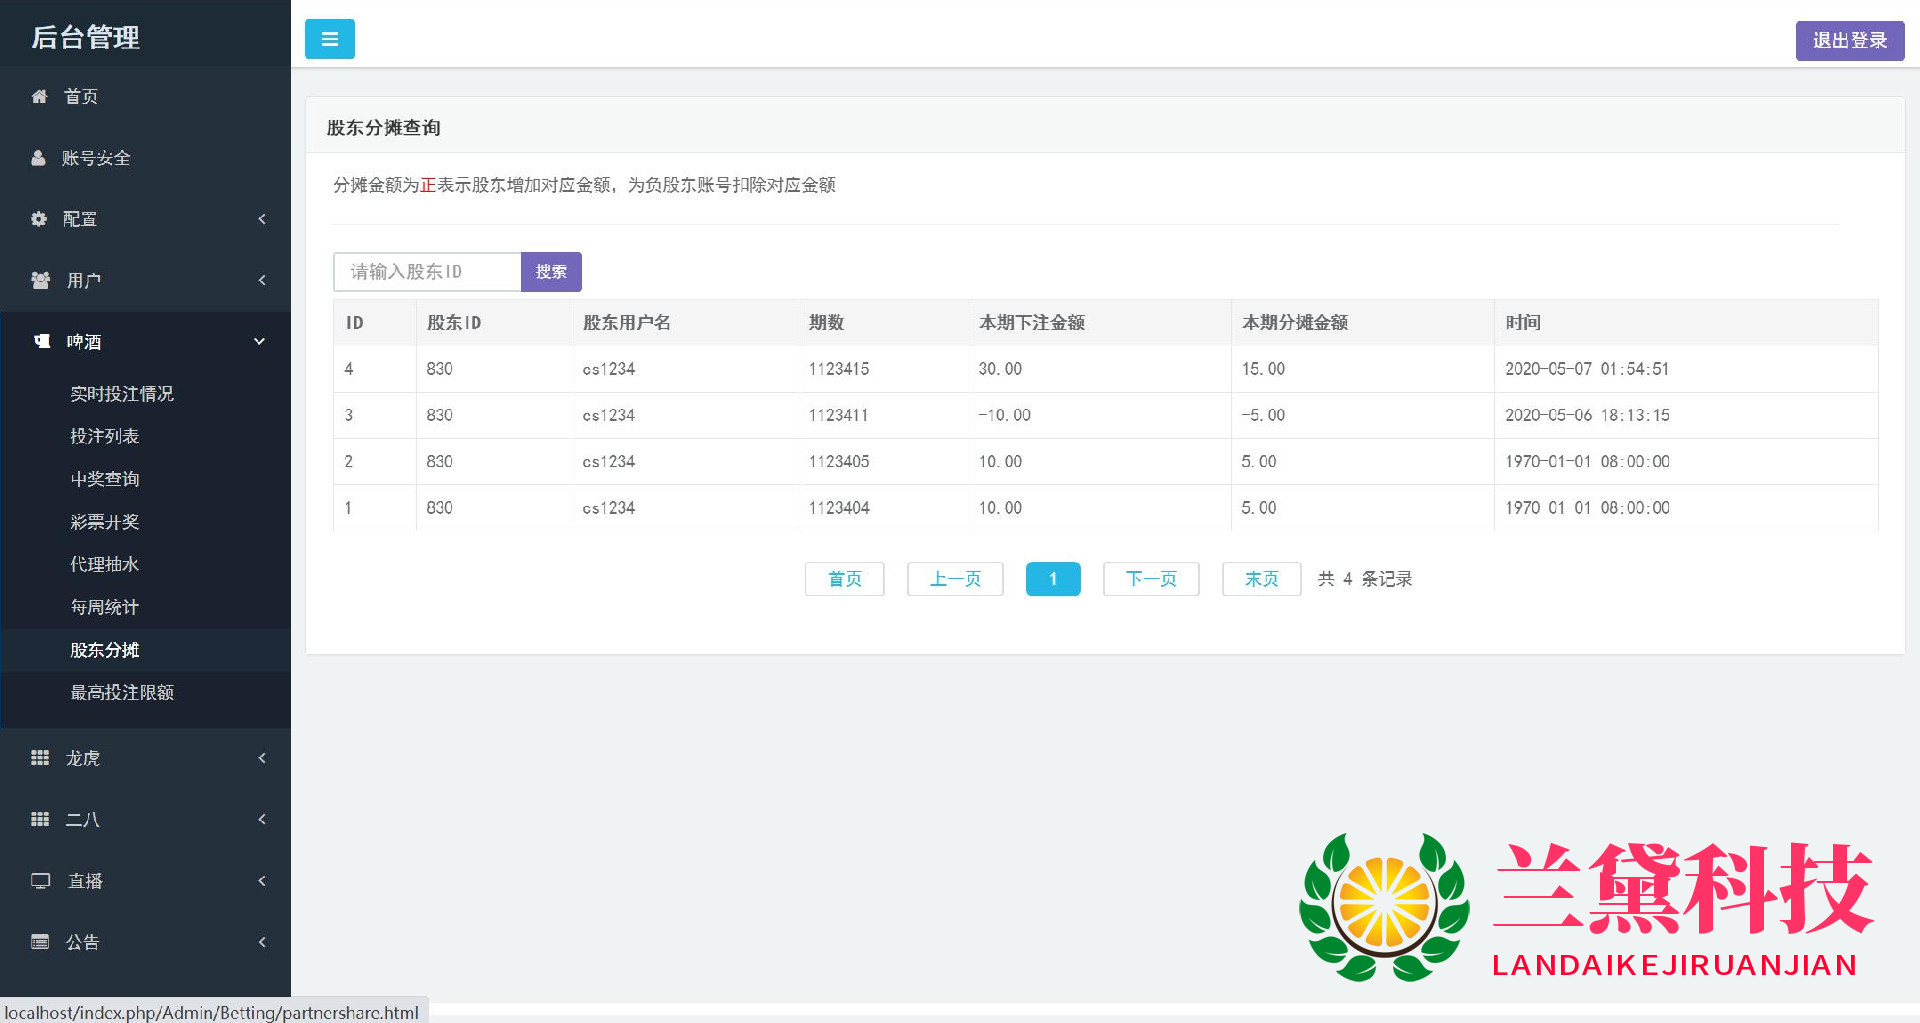 后台管理
退出登录
首页
账号安全
配置
用户
啤酒
实时投注情况
投注列表
中奖查询
彩票开奖
代理抽水
每周统计
股东分摊
最高投注限额
龙虎
二八
直播
公告
股东分摊查询
分摊金额为正表示股东增加对应金额，为负股东账号扣除对应金额
请输入股东ID 搜索
ID 股东ID 股东用户名 期数 本期下注金额 本期分摊金额 时间
4 830 cs1234 1123415 30.00 15.00 2020-05-07 01:54:51
3 830 cs1234 1123411 -10.00 -5.00 2020-05-06 18:13:15
2 830 cs1234 1123405 10.00 5.00 1970-01-01 08:00:00
1 830 cs1234 1123404 10.00 5.00 1970-01-01 08:00:00
首页 上一页 1 下一页 末页 共 4 条记录
兰黛科技
LANDAIKEJIRUANJIAN
localhost/index.php/Admin/Betting/partnershare.html